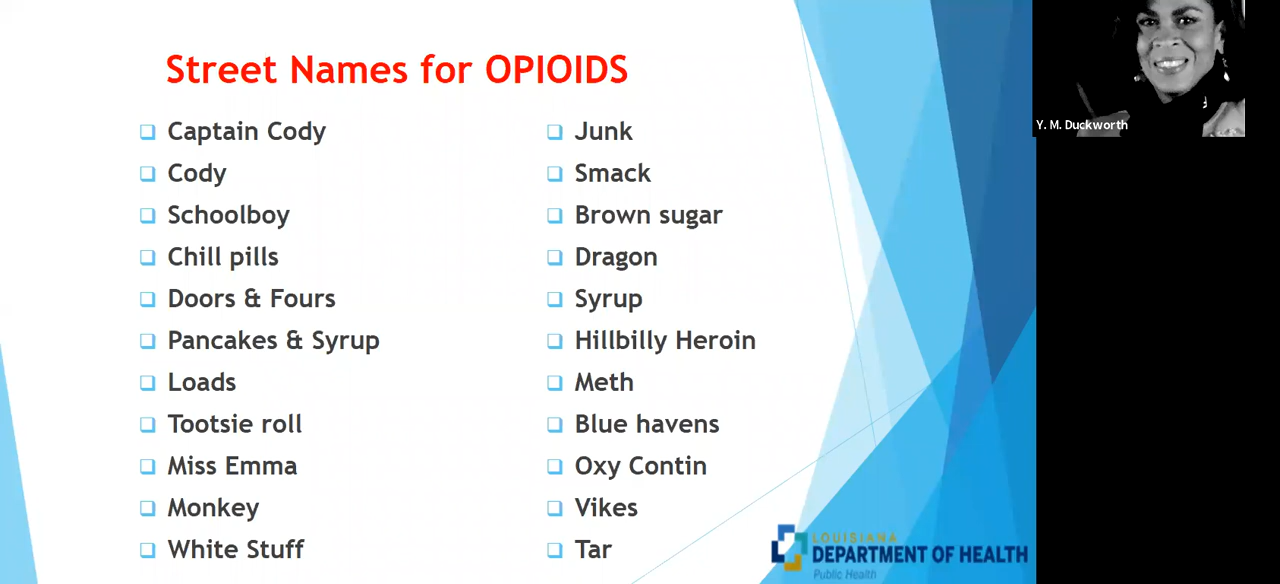 Street Names for OPIOIDS
Captain Cody
Cody
Schoolboy
Chill pills
Doors & Fours
Pancakes & Syrup
Loads
Tootsie roll
Miss Emma
Monkey
White Stuff
Junk
Smack
Brown sugar
Dragon
Syrup
Hillbilly Heroin
Meth
Blue havens
Oxy Contin
Vikes
Tar
LOUISIANA
DEPARTMENT OF HEALTH
Public Health
Y. M. Duckworth